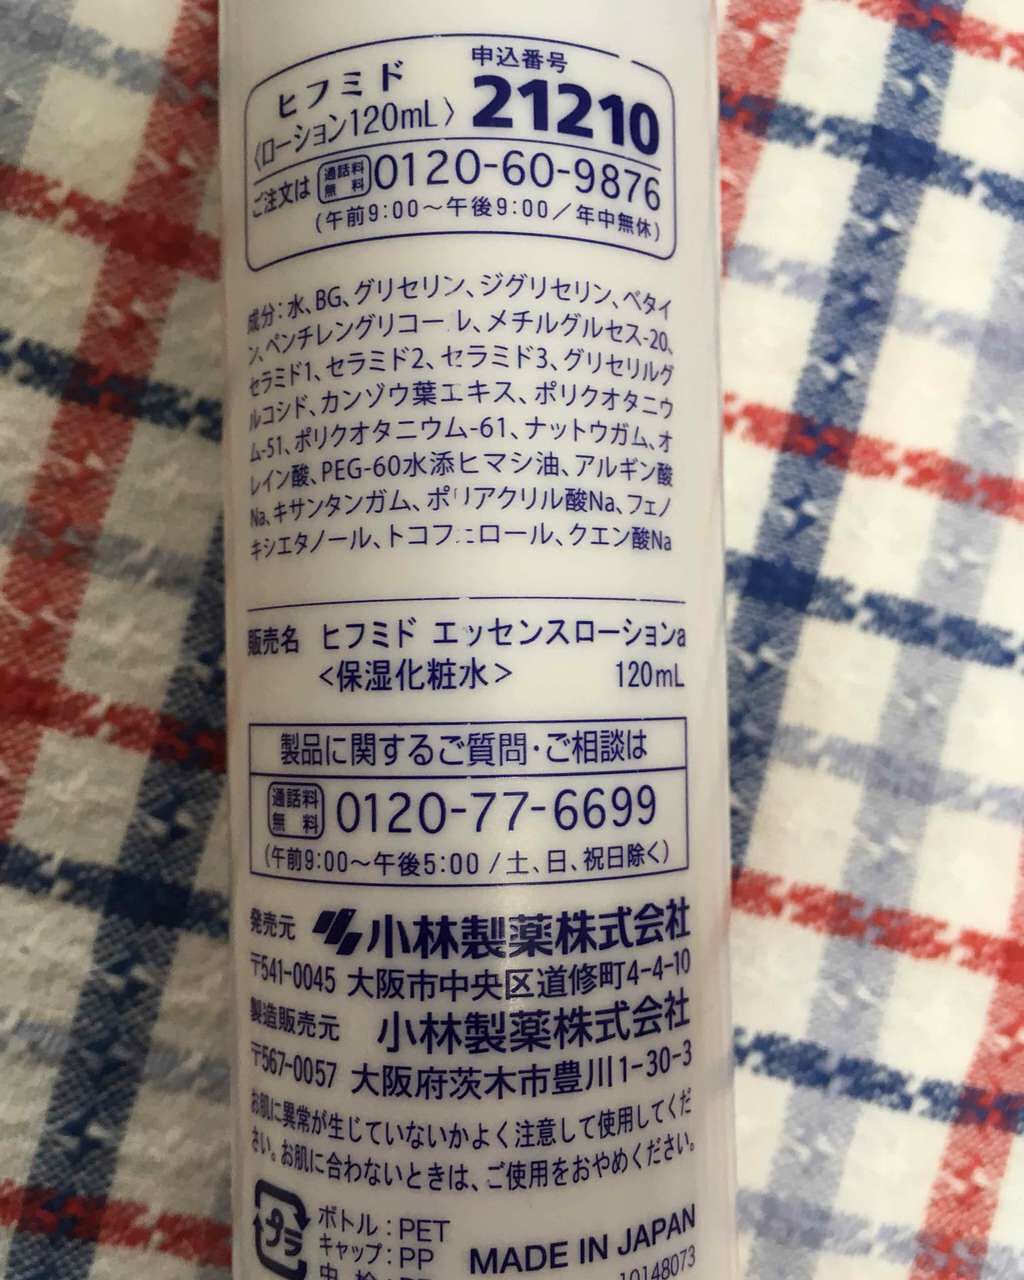 ヒフミド
〈ローション120mL〉
申込番号
21210
ご注文は 通話料無料 0120-60-9876
(午前9:00〜午後9:00/年中無休)
成分:水、BG、グリセリン、ジグリセリン、ベタイ
ン、ペンチレングリコール、メチルグルセス-20、
セラミド1、セラミド2、セラミド3、グリセリルグ
ルコシド、カンゾウ葉エキス、ポリクオタニウ
ム-51、ポリクオタニウム-61、ナットウガム、オ
レイン酸、PEG-60水添ヒマシ油、アルギン酸
Na、キサンタンガム、ポリアクリル酸Na、フェノ
キシエタノール、トコフェロール、クエン酸Na
販売名 ヒフミド エッセンスローションa
<保湿化粧水> 120mL
製品に関するご質問・ご相談は
通話料無料 0120-77-6699
(午前9:00〜午後5:00/土、日、祝日除く)
発売元 小林製薬株式会社
〒541-0045 大阪市中央区道修町4-4-10
製造販売元 小林製薬株式会社
〒567-0057 大阪府茨木市豊川1-30-3
お肌に異常が生じていないかよく注意して使用してくだ
さい。お肌に合わないときは、ご使用をおやめください。
プラ
ボトル:PET
キャップ:PP
MADE IN JAPAN
10148073